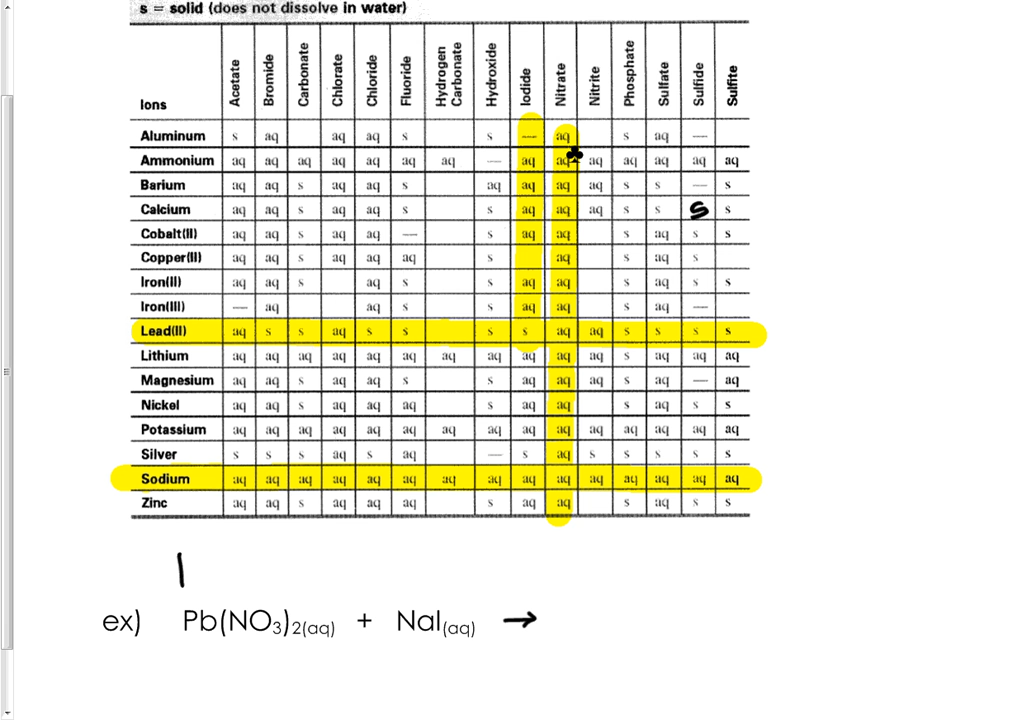 s = solid (does not dissolve in water)
Ions Acetate Bromide Carbonate Chlorate Chloride Fluoride Hydrogen Carbonate Hydroxide Iodide Nitrate Nitrite Phosphate Sulfate Sulfide Sulfite
Aluminum s aq aq aq s s — aq s aq —
Ammonium aq aq aq aq aq aq aq — aq aq aq aq aq aq aq
Barium aq aq s aq aq s aq aq aq aq s s — s
Calcium aq aq s aq aq s s aq aq aq s s s s
Cobalt(II) aq aq s aq aq — s aq aq s aq s s
Copper(II) aq aq s aq aq aq s aq s aq s
Iron(II) aq aq s aq s s aq aq s aq s s
Iron(III) — aq aq s s aq aq s aq —
Lead(II) aq s s aq s s s s aq aq s s s s
Lithium aq aq aq aq aq aq aq aq aq aq aq s aq aq aq
Magnesium aq aq s aq aq s s aq aq aq s aq — aq
Nickel aq aq s aq aq aq s aq aq s aq s s
Potassium aq aq aq aq aq aq aq aq aq aq aq aq aq aq aq
Silver s s s aq s aq — s aq s s s s s
Sodium aq aq aq aq aq aq aq aq aq aq aq aq aq aq aq
Zinc aq aq s aq aq aq s aq aq s aq s s
1
ex) Pb(NO3)2(aq) + NaI(aq) →